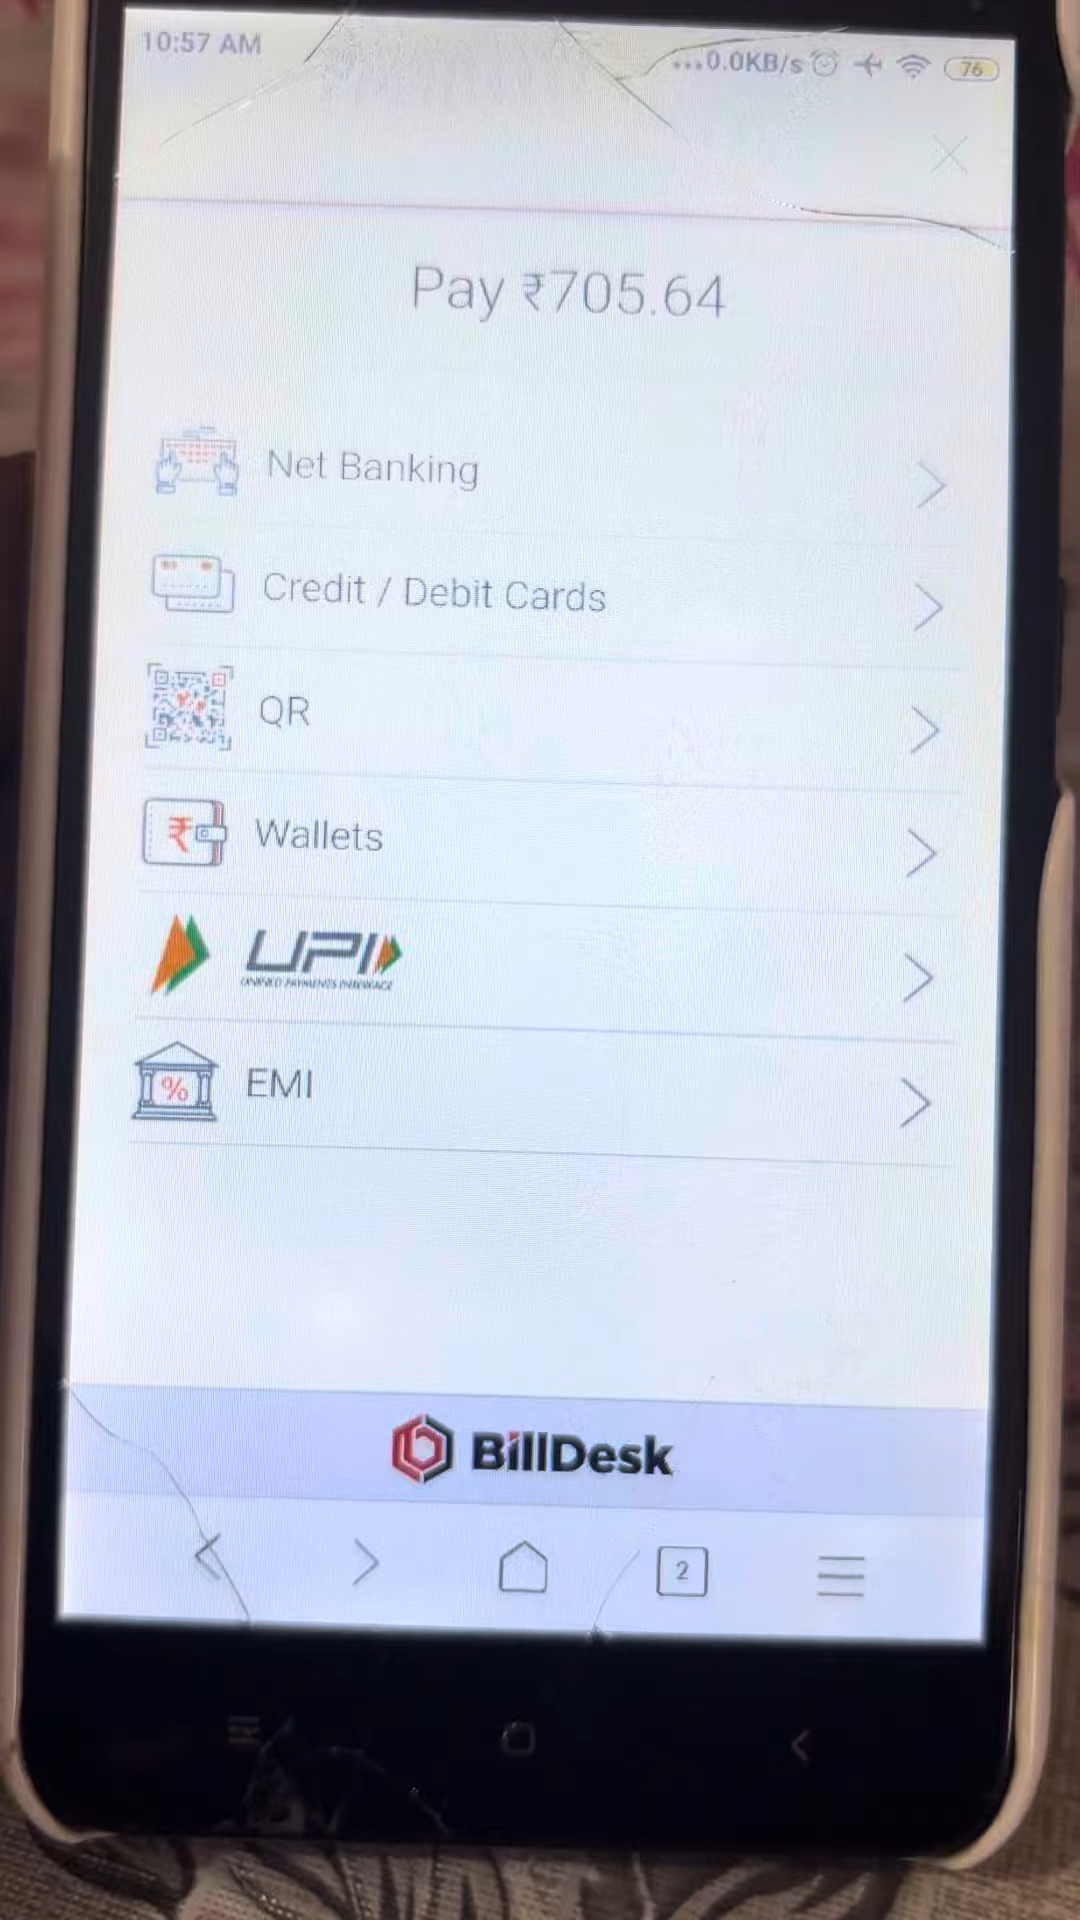 10:57 AM
...0.0KB/s 76
Pay ₹705.64
Net Banking
Credit / Debit Cards
QR
₹ Wallets
UPI
UNIFIED PAYMENTS INTERFACE
% EMI
BillDesk
2